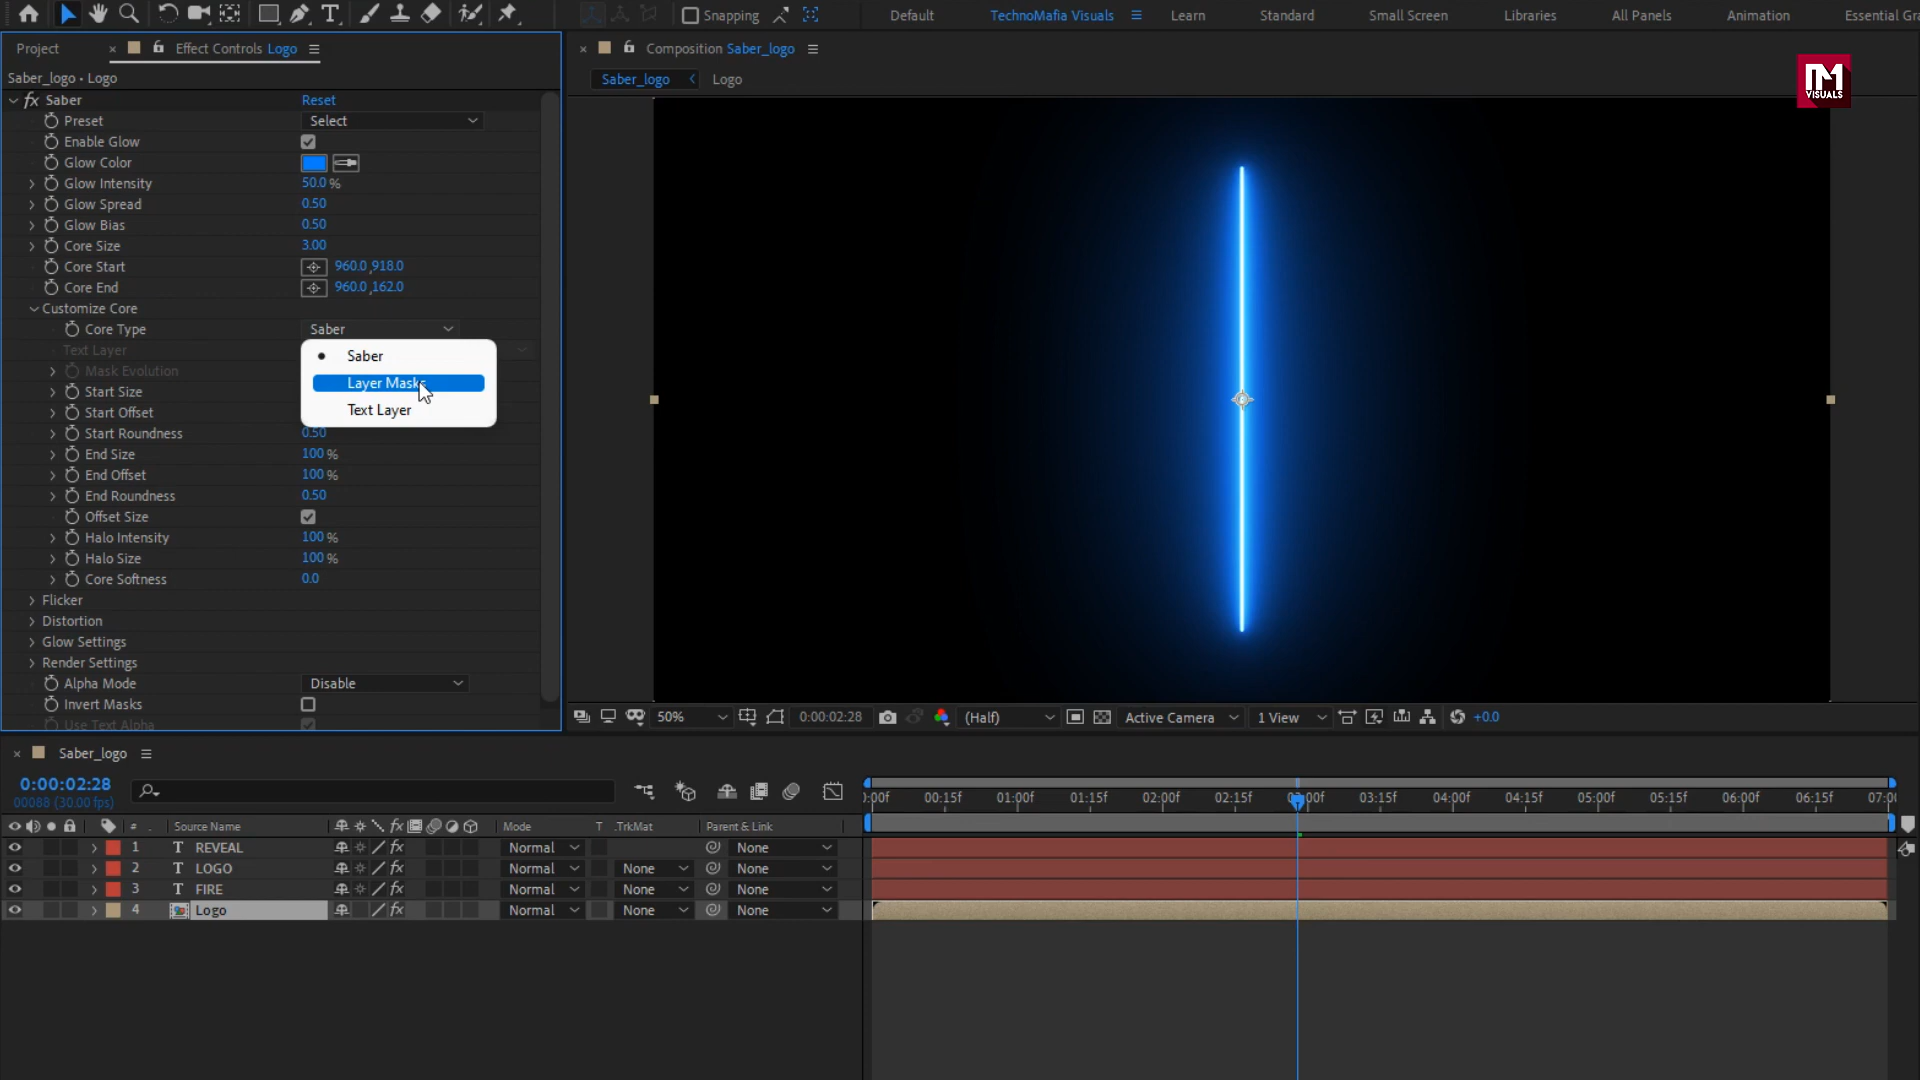 Snapping
Default
TechnoMafia Visuals
Learn
Standard
Small Screen
Libraries
All Panels
Animation
Essential Gra
Project
Effect Controls Logo
Composition Saber_logo
Saber_logo • Logo
Saber_logo
Logo
VISUALS
fx Saber
Reset
Preset
Select
Enable Glow
Glow Color
Glow Intensity
50.0 %
Glow Spread
0.50
Glow Bias
0.50
Core Size
3.00
Core Start
960.0 ,918.0
Core End
960.0 ,162.0
Customize Core
Core Type
Saber
Text Layer
Saber
Mask Evolution
Layer Masks
Start Size
Start Offset
Text Layer
Start Roundness
0.50
End Size
100 %
End Offset
100 %
End Roundness
0.50
Offset Size
Halo Intensity
100 %
Halo Size
100 %
Core Softness
0.0
Flicker
Distortion
Glow Settings
Render Settings
Alpha Mode
Disable
Invert Masks
Use Text Alpha
50%
0:00:02:28
(Half)
Active Camera
1 View
+0.0
Saber_logo
0:00:02:28
00088 (30.00 fps)
:00f 00:15f 01:00f 01:15f 02:00f 02:15f 03:00f 03:15f 04:00f 04:15f 05:00f 05:15f 06:15f 07:00
# Source Name Mode T .TrkMat Parent & Link
1 T REVEAL Normal None
2 T LOGO Normal None None
3 T FIRE Normal None None
4 Logo Normal None None